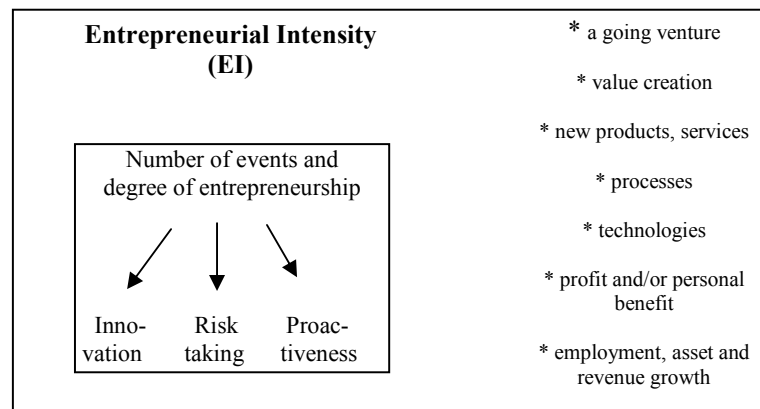 Entrepreneurial Intensity
(EI)
Number of events and
degree of entrepreneurship
Inno-
vation
Risk
taking
Proac-
tiveness
* a going venture
* value creation
* new products, services
* processes
* technologies
* profit and/or personal
benefit
* employment, asset and
revenue growth